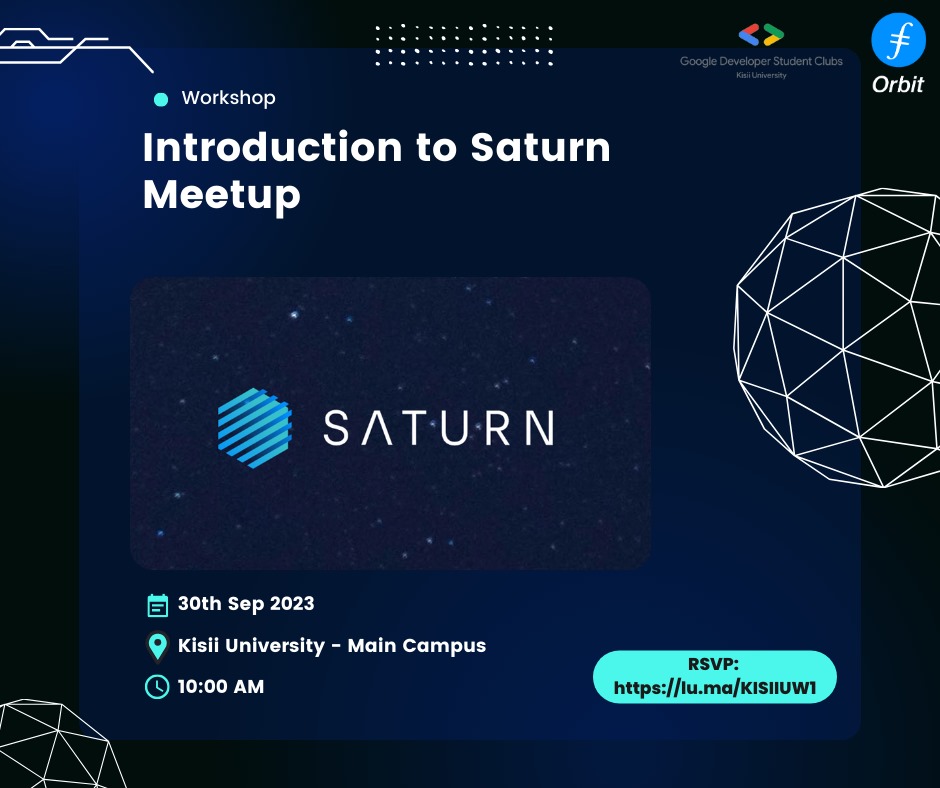 Google Developer Student Clubs
Kisii University
Orbit
Workshop
Introduction to Saturn
Meetup
SATURN
30th Sep 2023
Kisii University - Main Campus
10:00 AM
RSVP:
https://lu.ma/KISIIUW1